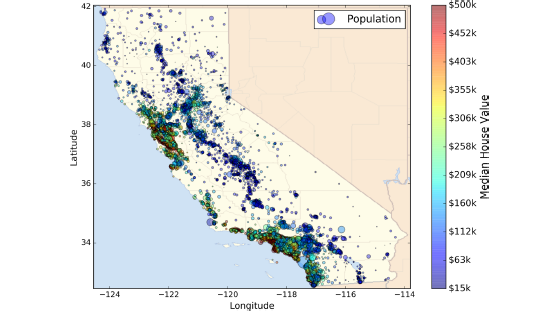 Population
42
40
38
36
34
Latitude
−124
−122
−120
−118
−116
−114
Longitude
$500k
$452k
$403k
$355k
$306k
$258k
$209k
$160k
$112k
$63k
$15k
Median House Value